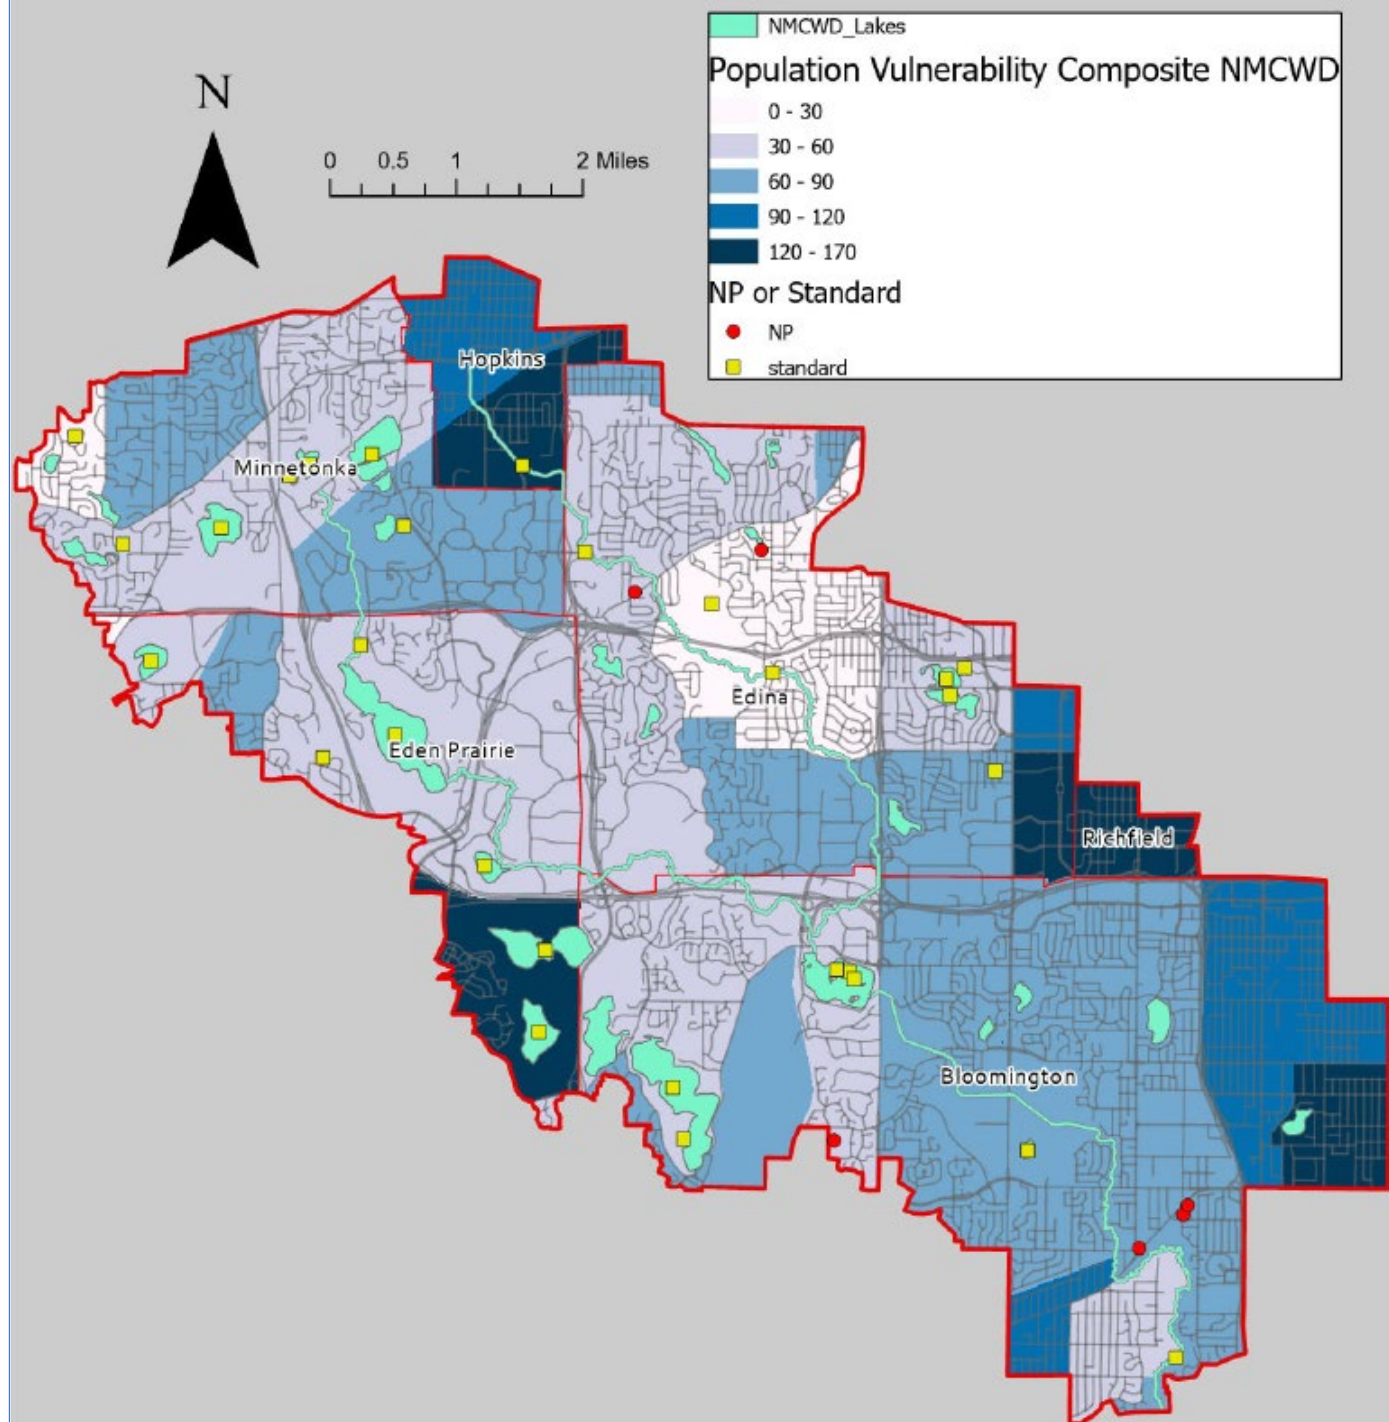 NMCWD_Lakes
Population Vulnerability Composite NMCWD
0 - 30
30 - 60
60 - 90
90 - 120
120 - 170
NP or Standard
NP
standard
N
0 0.5 1 2 Miles
Hopkins
Minnetonka
Edina
Eden Prairie
Richfield
Bloomington